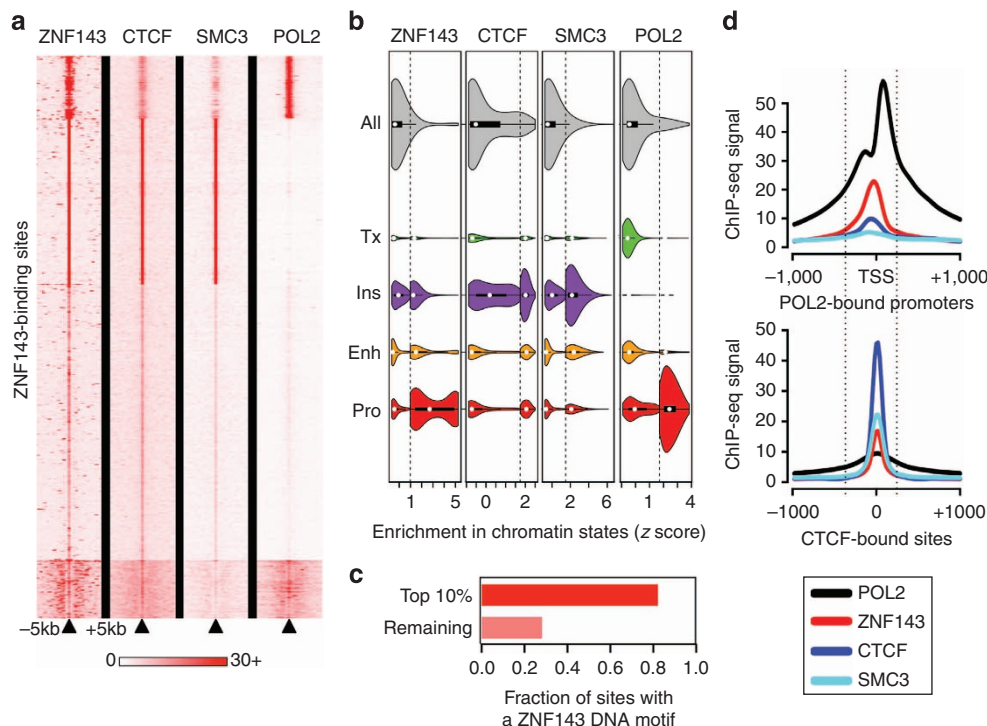 a
ZNF143 CTCF SMC3 POL2
ZNF143-binding sites
–5kb +5kb
0 30+
b
ZNF143 CTCF SMC3 POL2
All
Tx
Ins
Enh
Pro
1 5 0 2 2 6 1 4
Enrichment in chromatin states (z score)
c
Top 10%
Remaining
0.0 0.2 0.4 0.6 0.8 1.0
Fraction of sites with
a ZNF143 DNA motif
d
ChIP-seq signal
50
40
30
20
10
0
–1,000 TSS +1,000
POL2-bound promoters
ChIP-seq signal
50
40
30
20
10
0
–1000 0 +1000
CTCF-bound sites
POL2
ZNF143
CTCF
SMC3